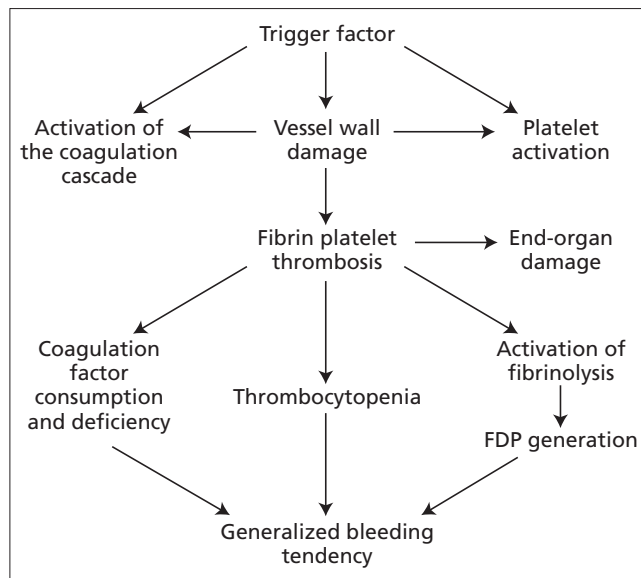 Trigger factor
Activation of
the coagulation
cascade
Vessel wall
damage
Platelet
activation
Fibrin platelet
thrombosis
End-organ
damage
Coagulation
factor
consumption
and deficiency
Thrombocytopenia
Activation of
fibrinolysis
FDP generation
Generalized bleeding
tendency